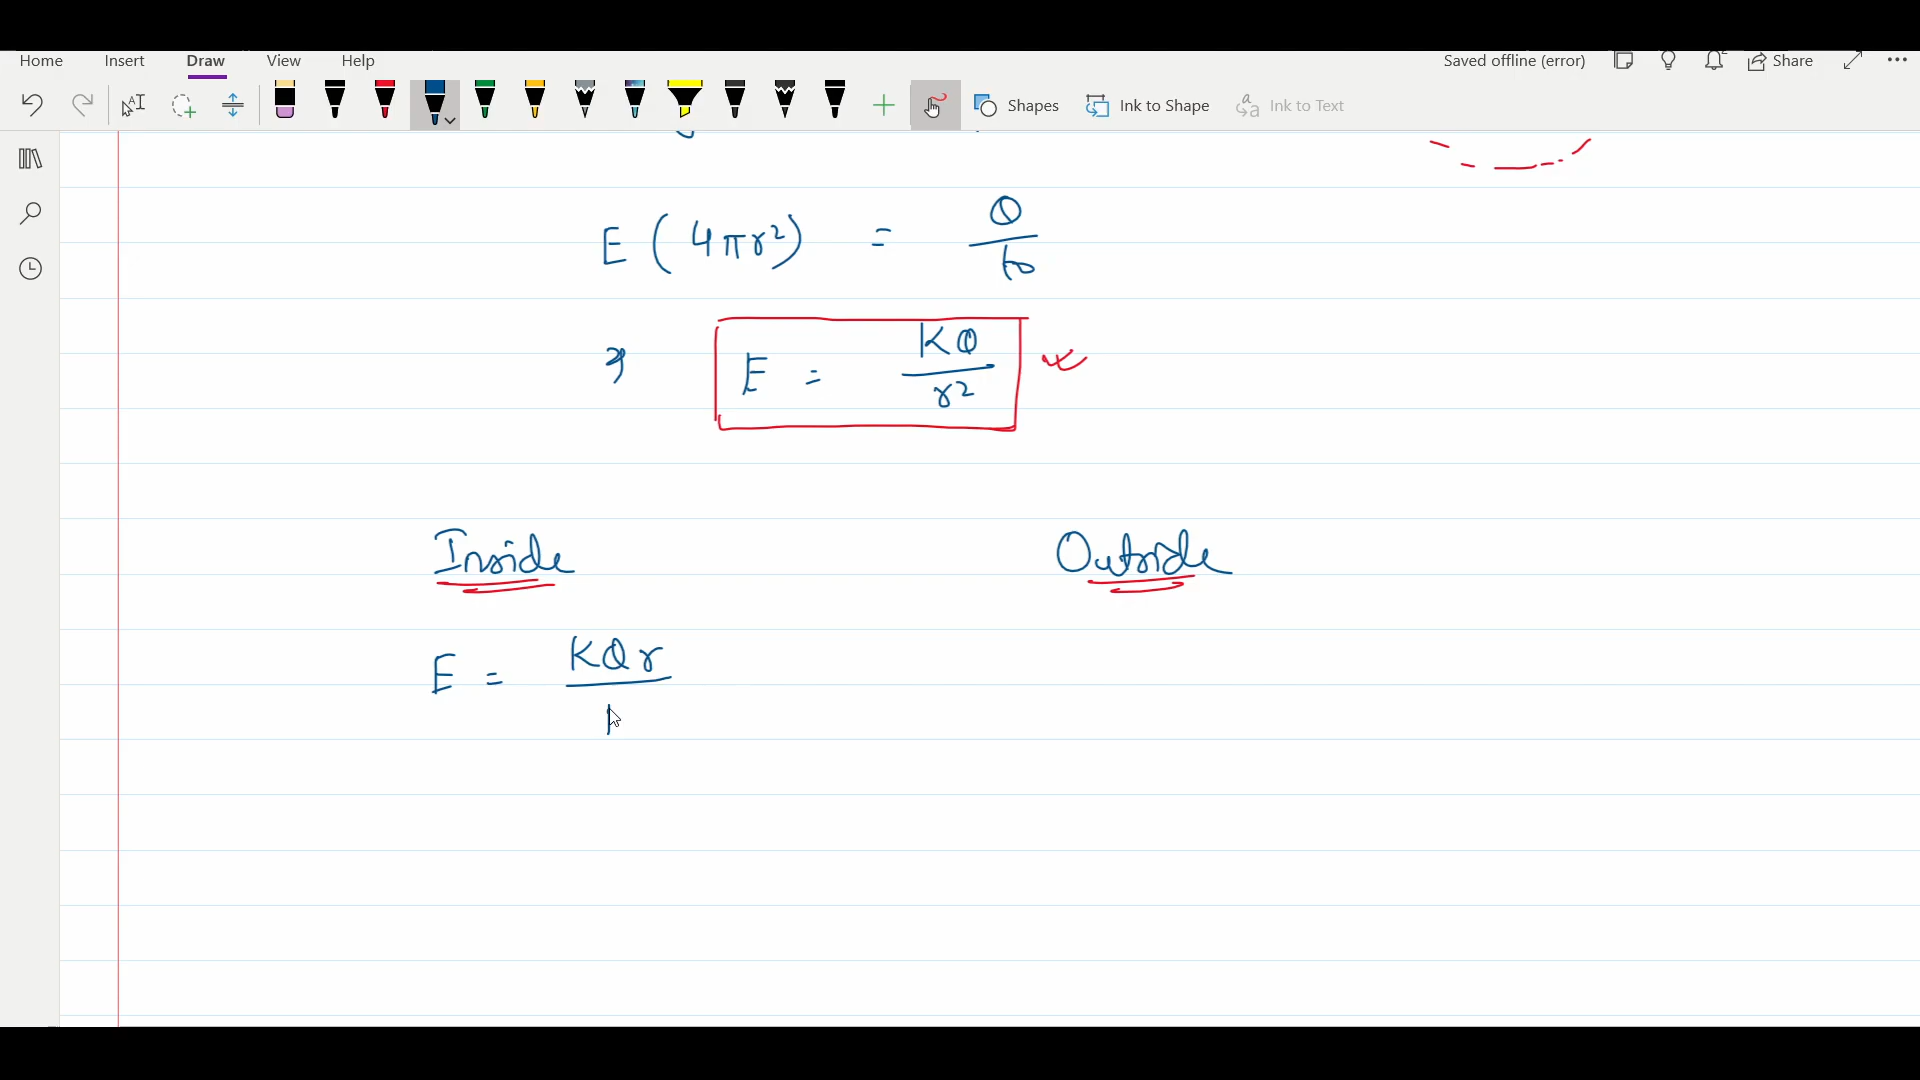 Home Insert Draw View Help Saved offline (error) Share
Shapes Ink to Shape Ink to Text
E (4πr²) = Q/ϵ0
⇒ E = KQ/r²
Inside Outside
E = KQr